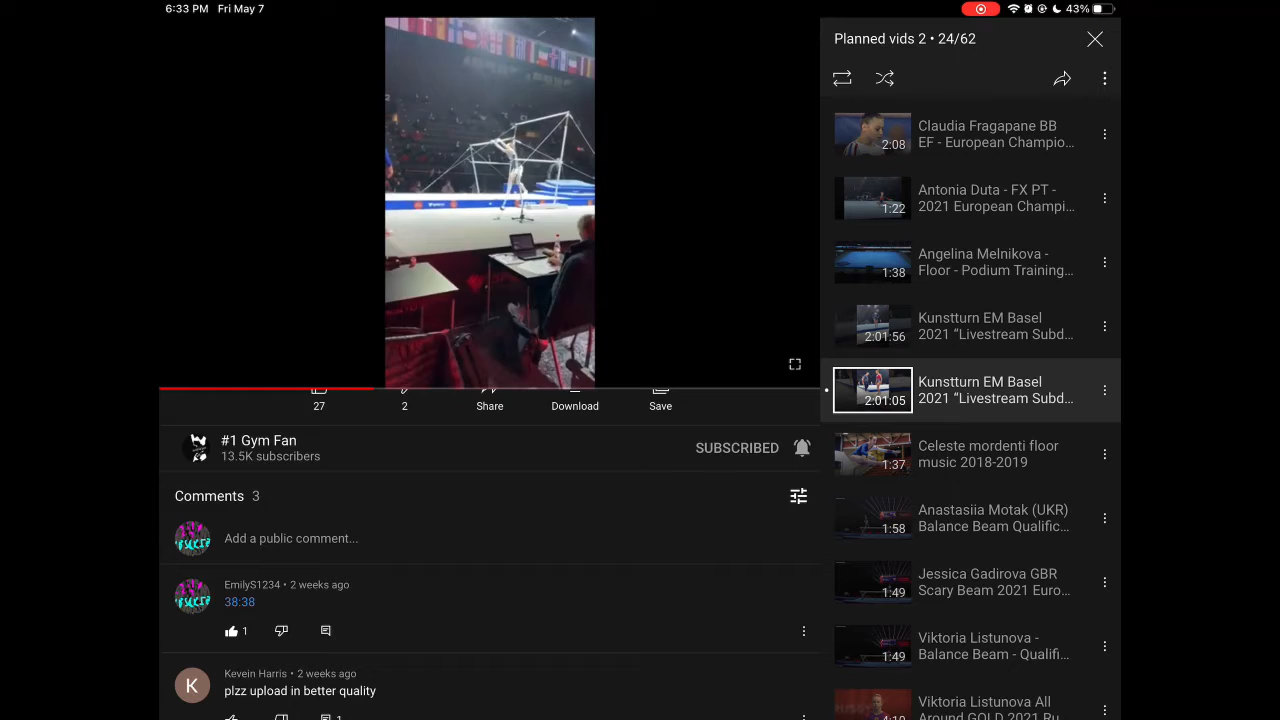 6:33 PM Fri May 7
43%
Planned vids 2 • 24/62
2:08
Claudia Fragapane BB
EF - European Champio...
1:22
Antonia Duta - FX PT -
2021 European Champi...
1:38
Angelina Melnikova -
Floor - Podium Training...
2:01:56
Kunstturn EM Basel
2021 “Livestream Subd...
2:01:05
Kunstturn EM Basel
2021 “Livestream Subd...
1:37
Celeste mordenti floor
music 2018-2019
1:58
Anastasiia Motak (UKR)
Balance Beam Qualific...
1:49
Jessica Gadirova GBR
Scary Beam 2021 Euro...
1:49
Viktoria Listunova -
Balance Beam - Qualifi...
4:10
Viktoria Listunova All
Around GOLD 2021 Ru...
27
2
Share
Download
Save
#1 Gym Fan
13.5K subscribers
SUBSCRIBED
Comments 3
Add a public comment...
EmilyS1234 • 2 weeks ago
38:38
1
Kevein Harris • 2 weeks ago
K
plzz upload in better quality
1